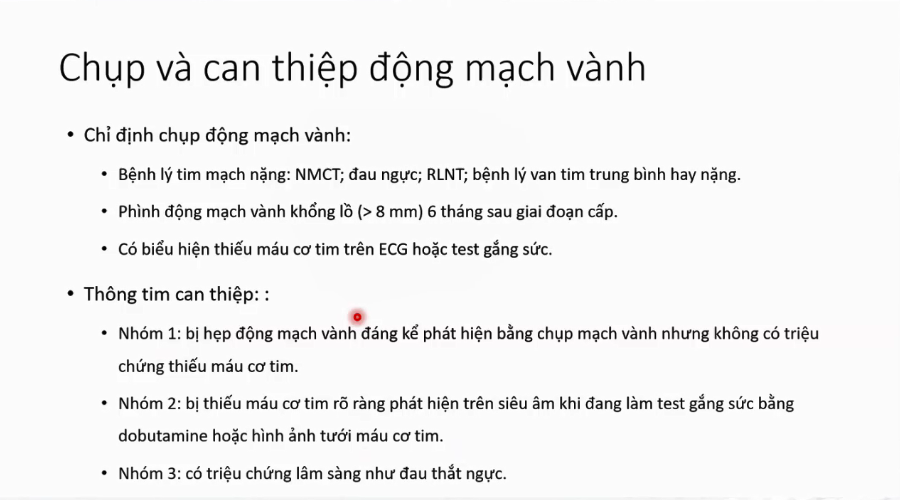 Chụp và can thiệp động mạch vành
• Chỉ định chụp động mạch vành:
• Bệnh lý tim mạch nặng: NMCT; đau ngực; RLNT; bệnh lý van tim trung bình hay nặng.
• Phình động mạch vành khổng lồ (> 8 mm) 6 tháng sau giai đoạn cấp.
• Có biểu hiện thiếu máu cơ tim trên ECG hoặc test gắng sức.
• Thông tim can thiệp: :
• Nhóm 1: bị hẹp động mạch vành đáng kể phát hiện bằng chụp mạch vành nhưng không có triệu
chứng thiếu máu cơ tim.
• Nhóm 2: bị thiếu máu cơ tim rõ ràng phát hiện trên siêu âm khi đang làm test gắng sức bằng
dobutamine hoặc hình ảnh tưới máu cơ tim.
• Nhóm 3: có triệu chứng lâm sàng như đau thắt ngực.